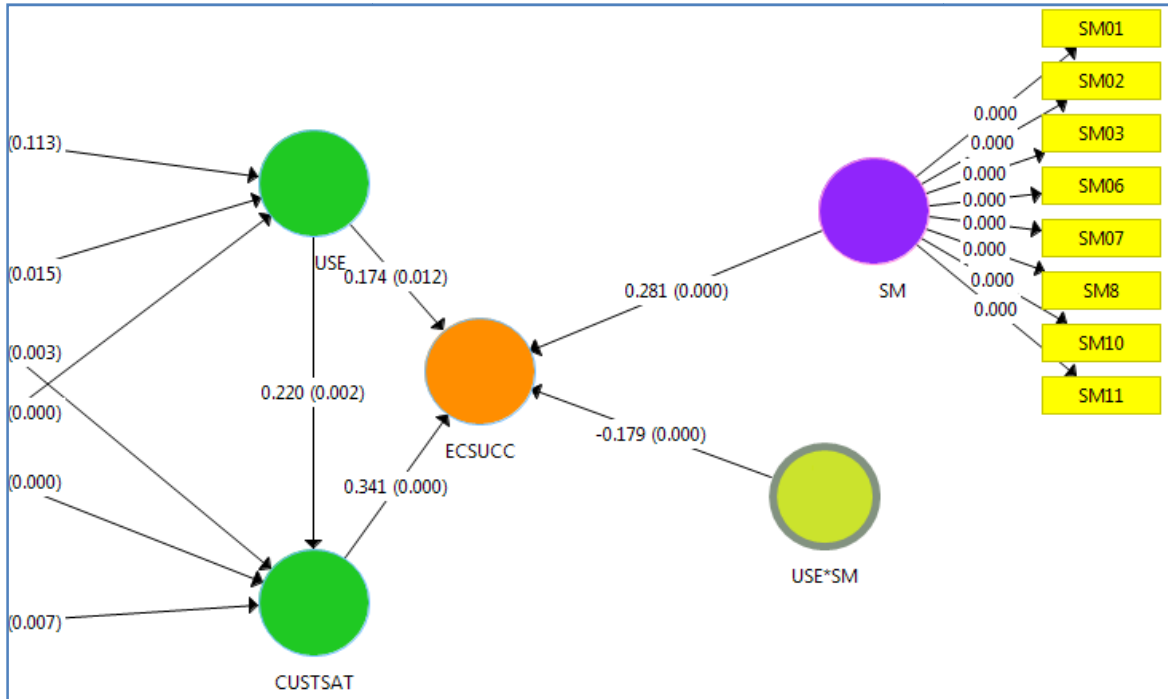 SM01
SM02
0.000
(0.113)
0.000
SM03
0.000
0.000
SM06
0.000
SM07
0.000
USE
(0.015)
0.174 (0.012)
0.000
SM
0.281 (0.000)
SM8
0.000
SM10
(0.003)
0.220 (0.002)
SM11
(0.000)
ECSUCC
-0.179 (0.000)
(0.000)
0.341 (0.000)
USE*SM
(0.007)
CUSTSAT